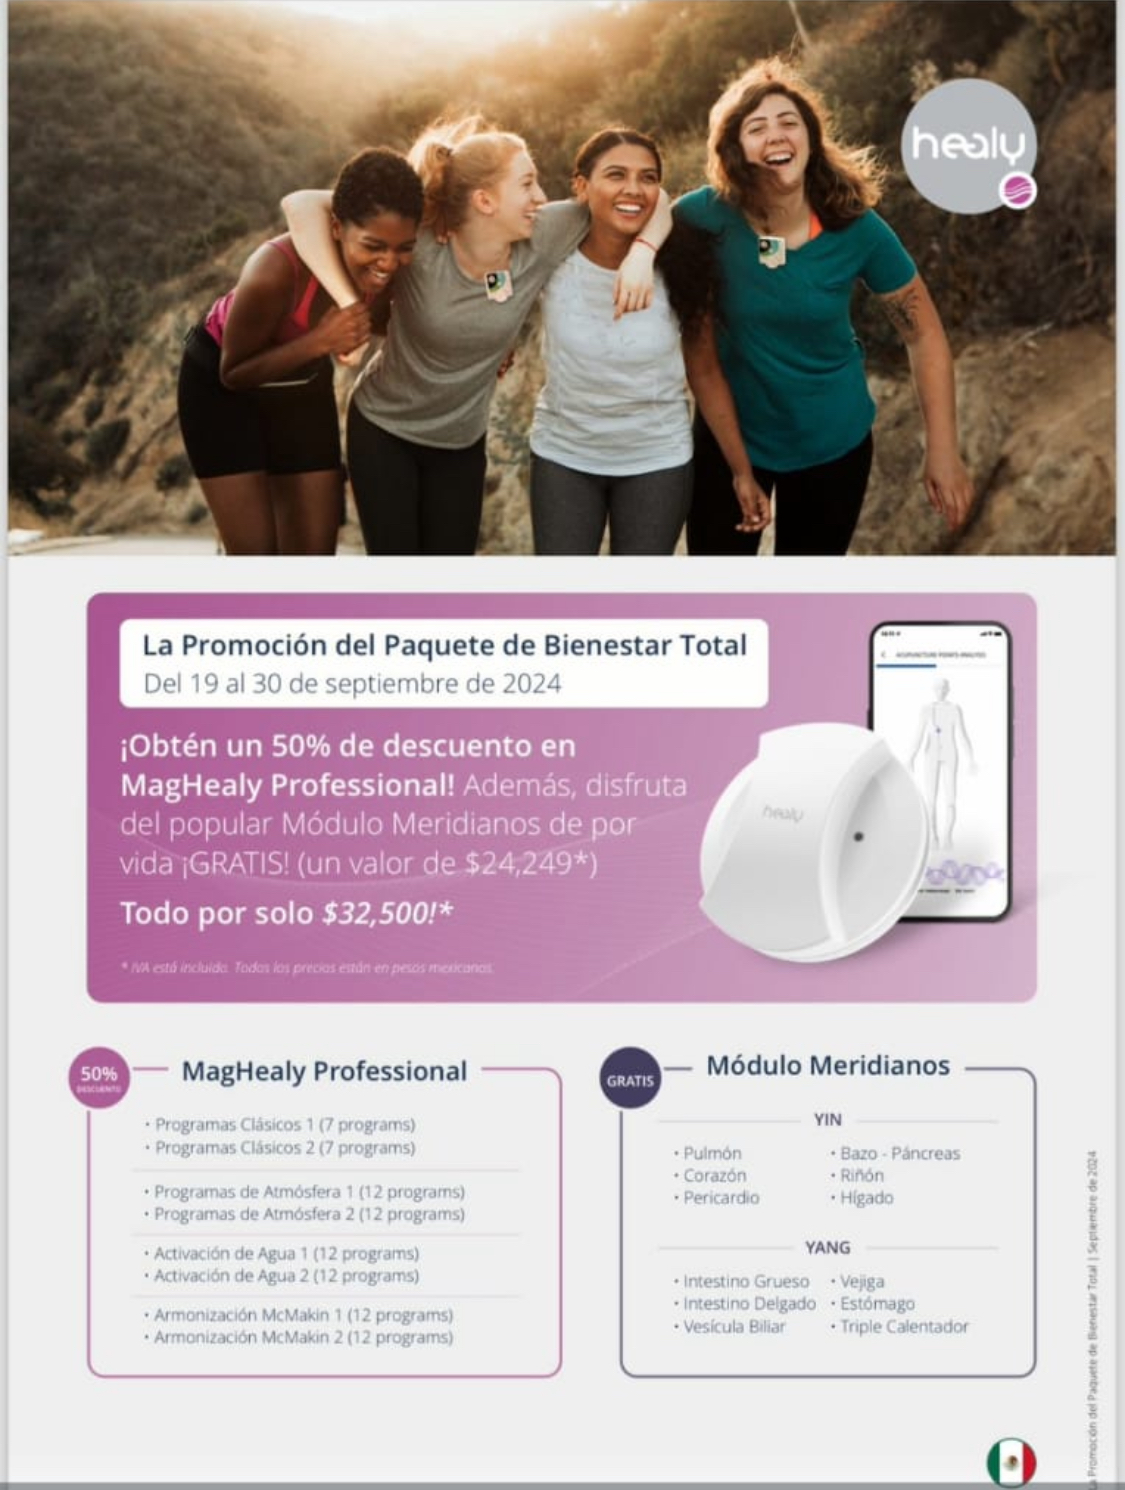 healy
La Promoción del Paquete de Bienestar Total
Del 19 al 30 de septiembre de 2024
¡Obtén un 50% de descuento en
MagHealy Professional! Además, disfruta
del popular Módulo Meridianos de por
vida ¡GRATIS! (un valor de $24,249*)
Todo por solo $32,500!*
* IVA está incluido. Todos los precios están en pesos mexicanos.
healy
ACUPUNCTURE POINTS ANALYSIS
50%
DESCUENTO
MagHealy Professional
• Programas Clásicos 1 (7 programs)
• Programas Clásicos 2 (7 programs)
• Programas de Atmósfera 1 (12 programs)
• Programas de Atmósfera 2 (12 programs)
• Activación de Agua 1 (12 programs)
• Activación de Agua 2 (12 programs)
• Armonización McMakin 1 (12 programs)
• Armonización McMakin 2 (12 programs)
GRATIS
Módulo Meridianos
YIN
• Pulmón
• Corazón
• Pericardio
• Bazo - Páncreas
• Riñón
• Hígado
YANG
• Intestino Grueso
• Intestino Delgado
• Vesícula Biliar
• Vejiga
• Estómago
• Triple Calentador
La Promoción del Paquete de Bienestar Total | Septiembre de 2024